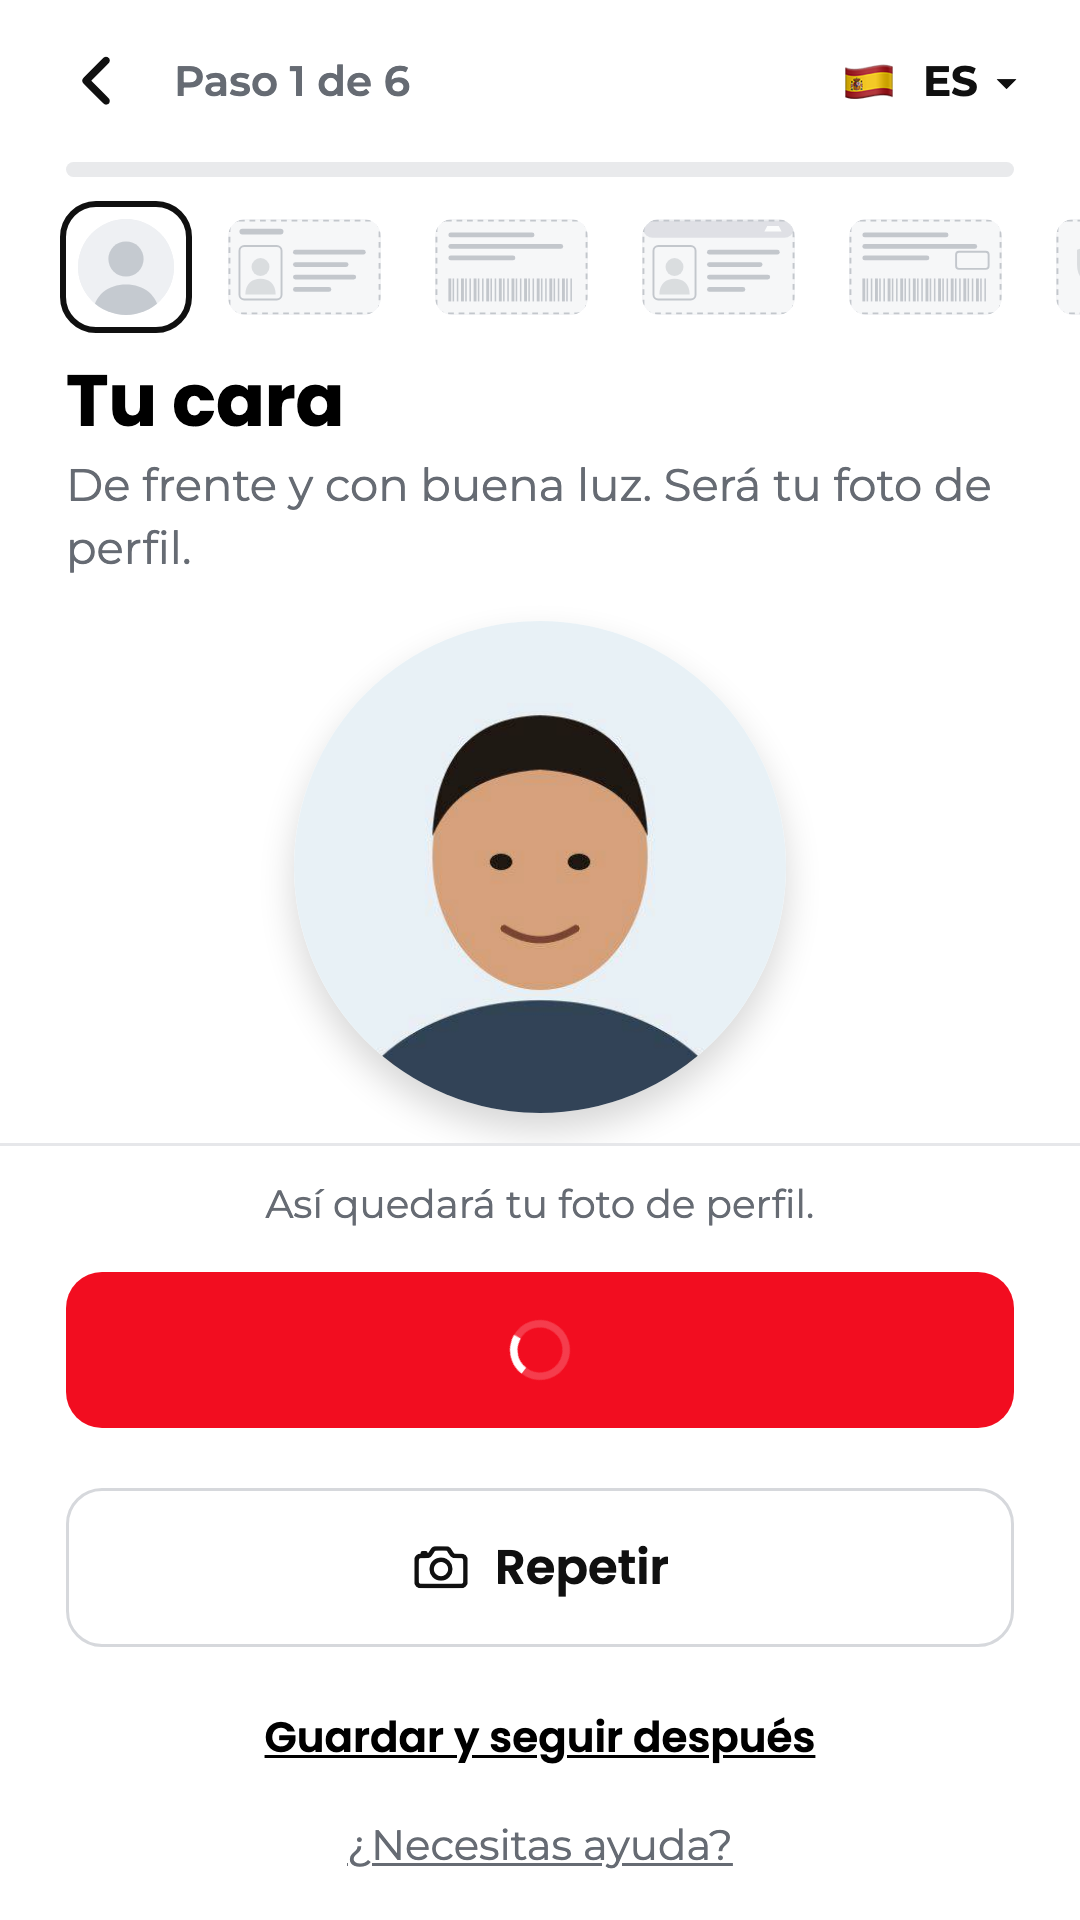 Paso 1 de 6
ES
Tu cara
De frente y con buena luz. Será tu foto de
perfil.
Así quedará tu foto de perfil.
Repetir
Guardar y seguir después
¿Necesitas ayuda?